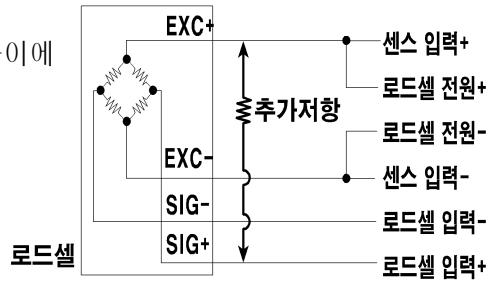 EXC+
센스 입력+
이에
로드셀 전원+
추가저항
로드셀 전원-
EXC-
센스 입력-
SIG-
로드셀 입력-
SIG+
로드셀
로드셀 입력+